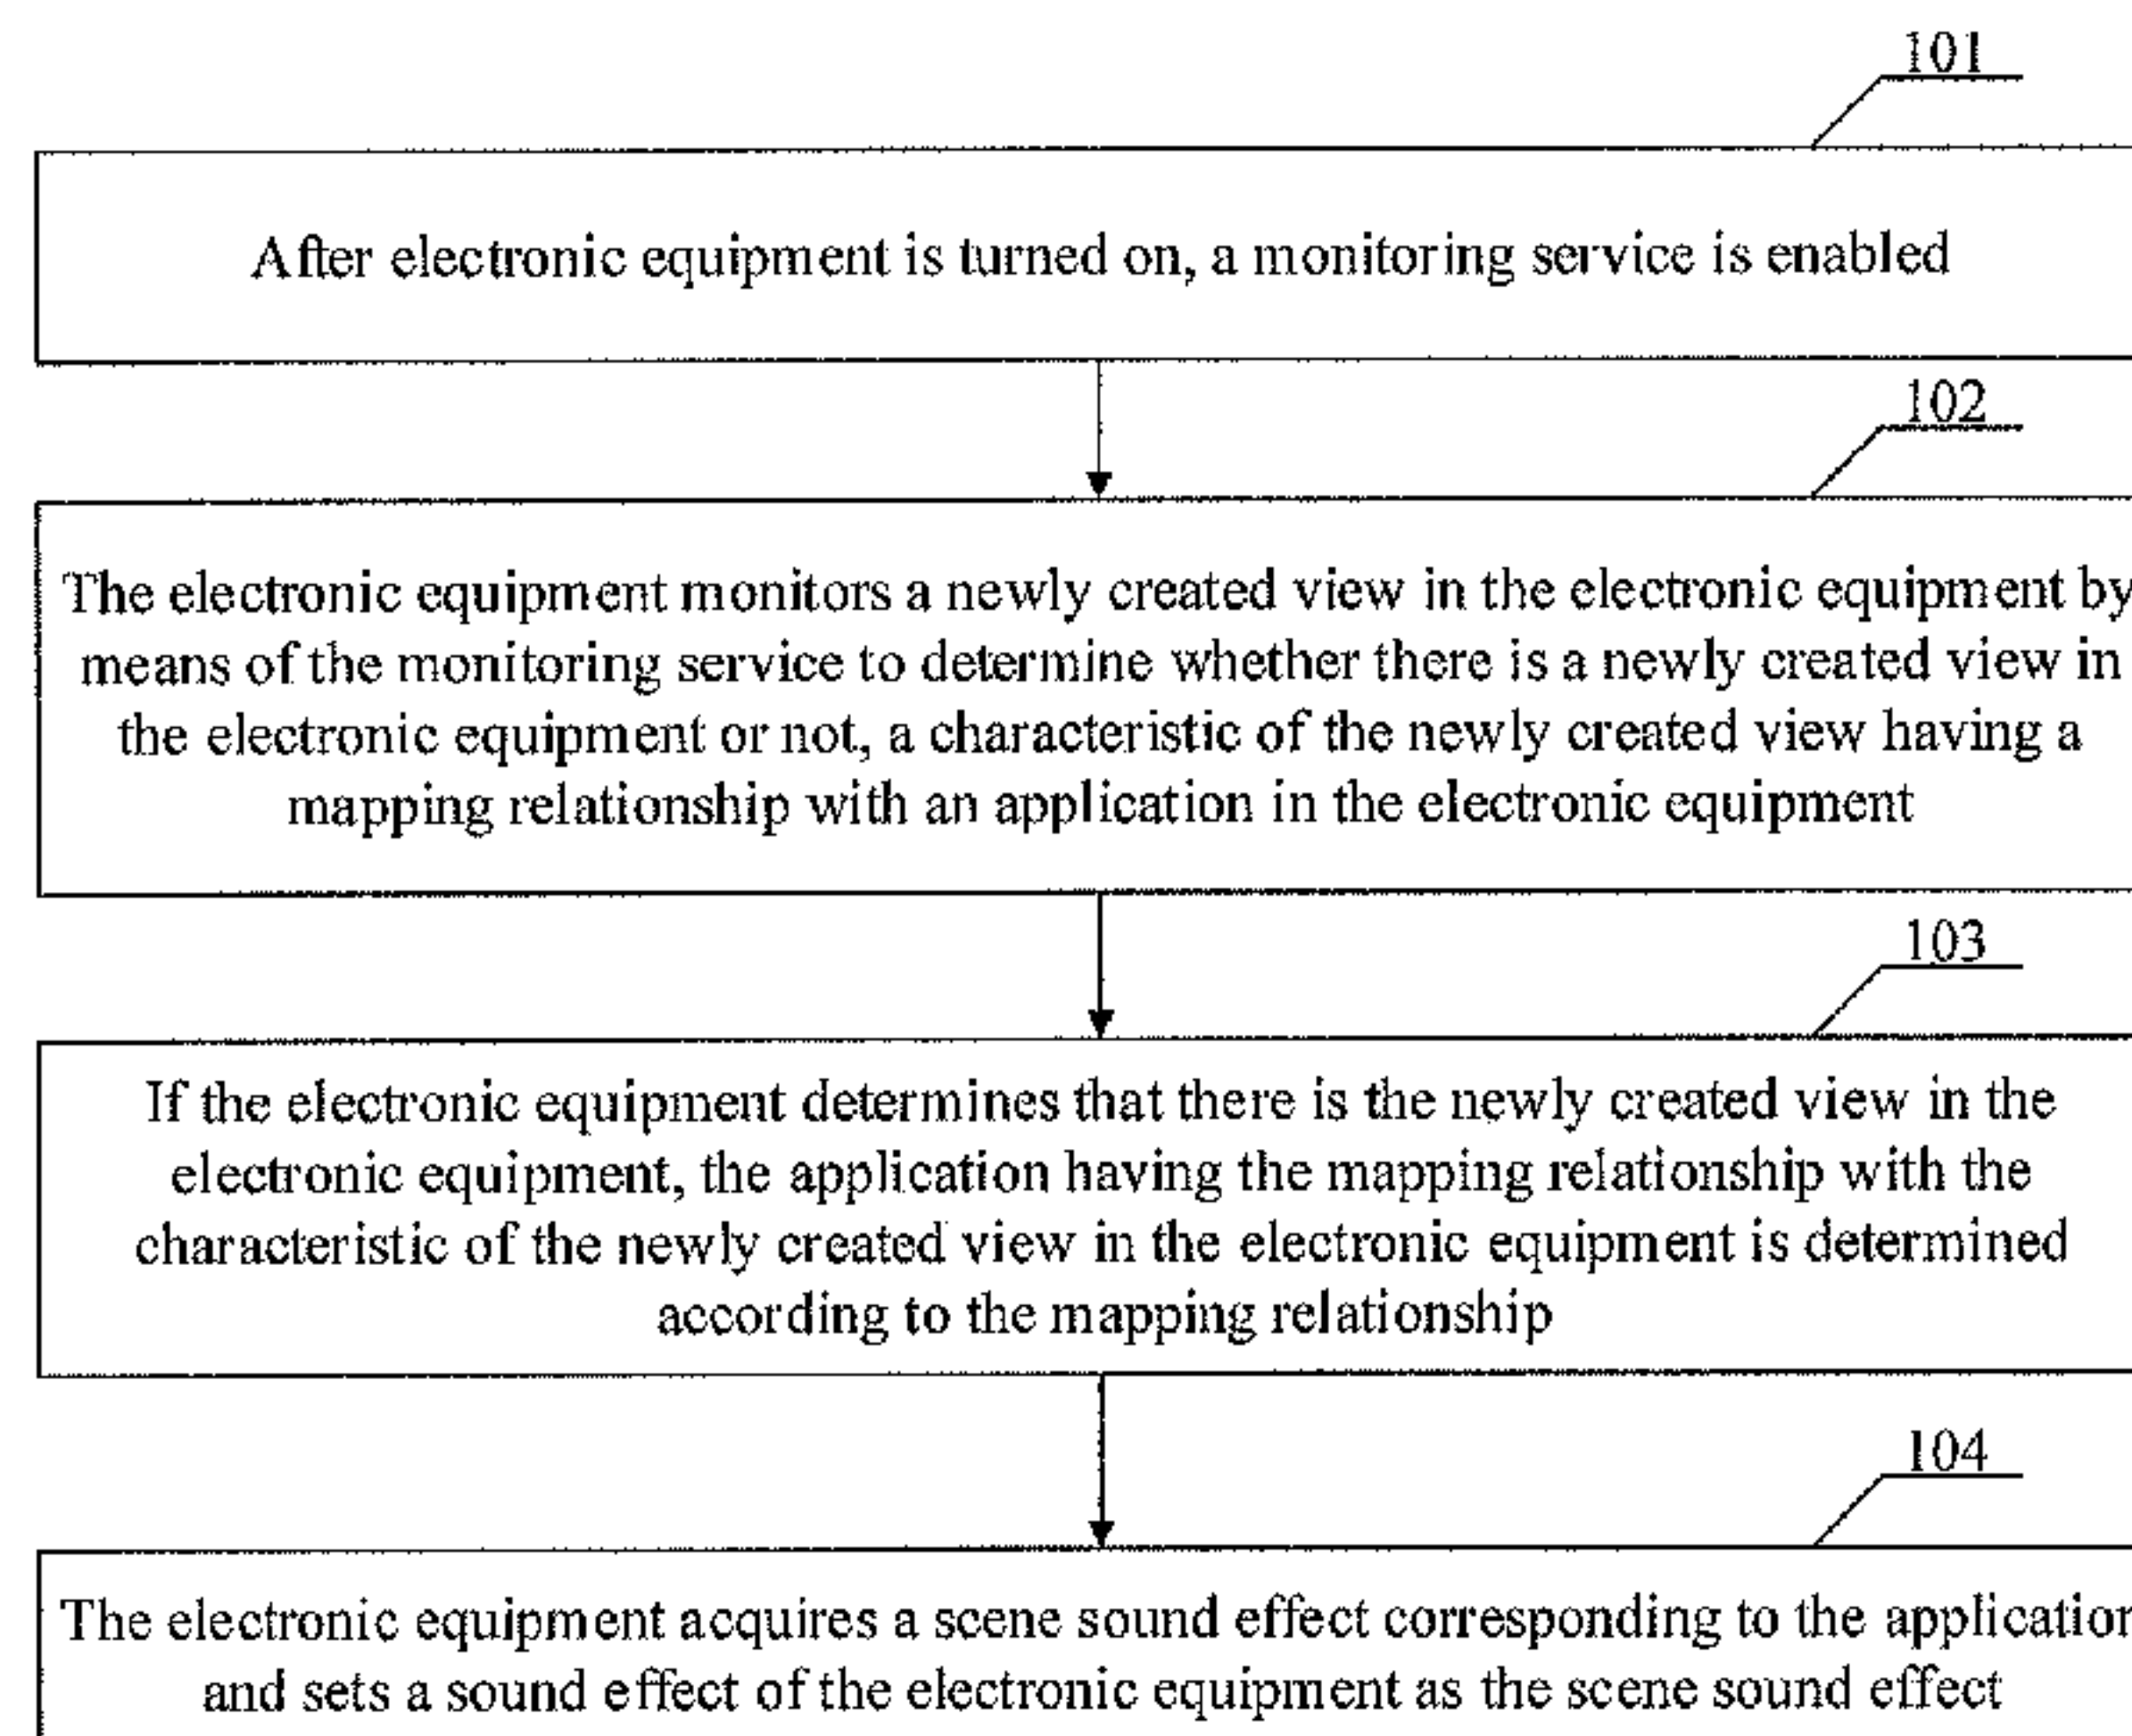 101
After electronic equipment is turned on, a monitoring service is enabled
102
The electronic equipment monitors a newly created view in the electronic equipment by
means of the monitoring service to determine whether there is a newly created view in
the electronic equipment or not, a characteristic of the newly created view having a
mapping relationship with an application in the electronic equipment
103
If the electronic equipment determines that there is the newly created view in the
electronic equipment, the application having the mapping relationship with the
characteristic of the newly created view in the electronic equipment is determined
according to the mapping relationship
104
The electronic equipment acquires a scene sound effect corresponding to the application
and sets a sound effect of the electronic equipment as the scene sound effect